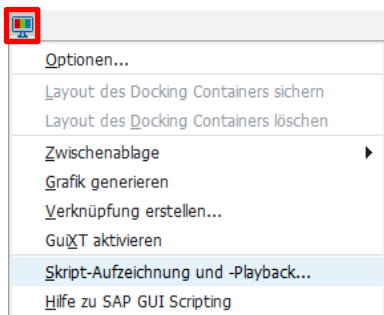 Optionen...
Layout des Docking Containers sichern
Layout des Docking Containers löschen
Zwischenablage
Grafik generieren
Verknüpfung erstellen...
GuiXT aktivieren
Skript-Aufzeichnung und -Playback...
Hilfe zu SAP GUI Scripting